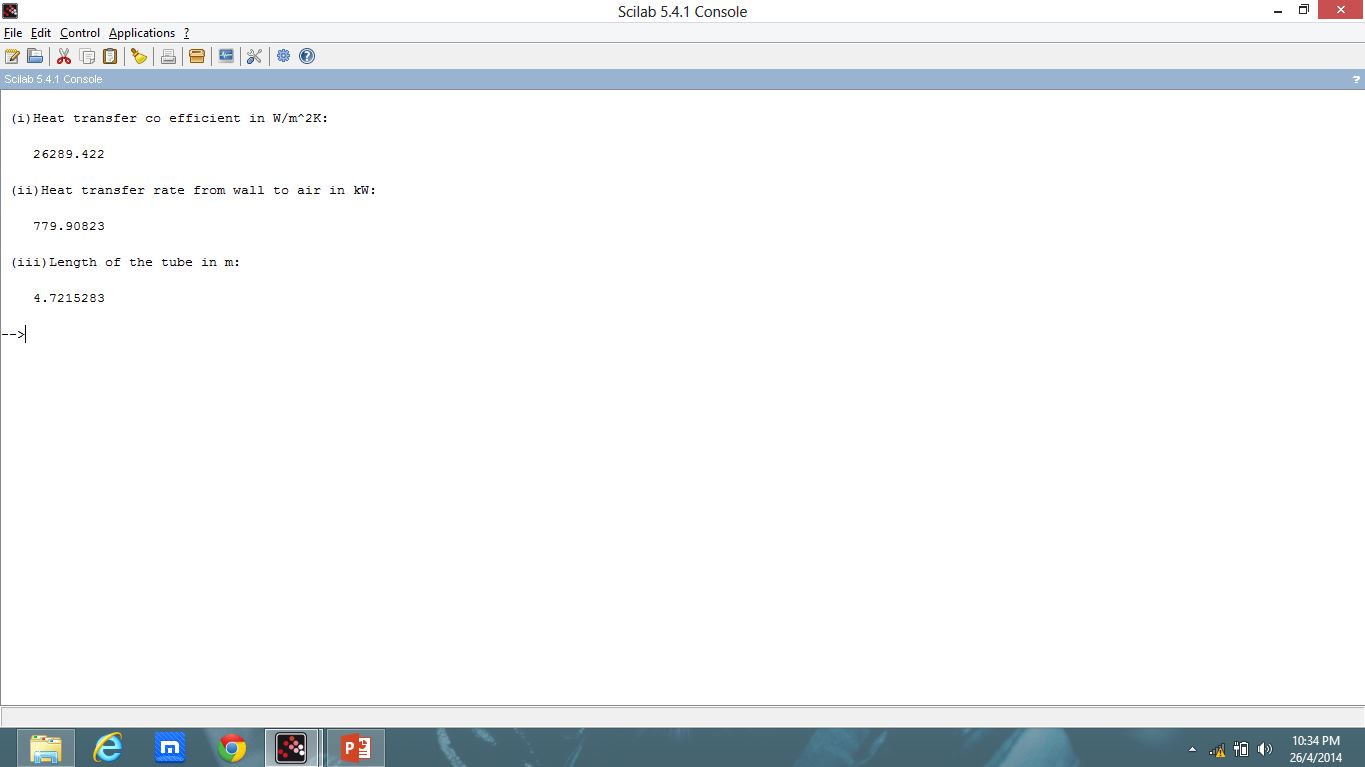 Scilab 5.4.1 Console
File Edit Control Applications ?
Scilab 5.4.1 Console ?
(i)Heat transfer co efficient in W/m^2K:
26289.422
(ii)Heat transfer rate from wall to air in kW:
779.90823
(iii)Length of the tube in m:
4.7215283
-->
10:34 PM
26/4/2014